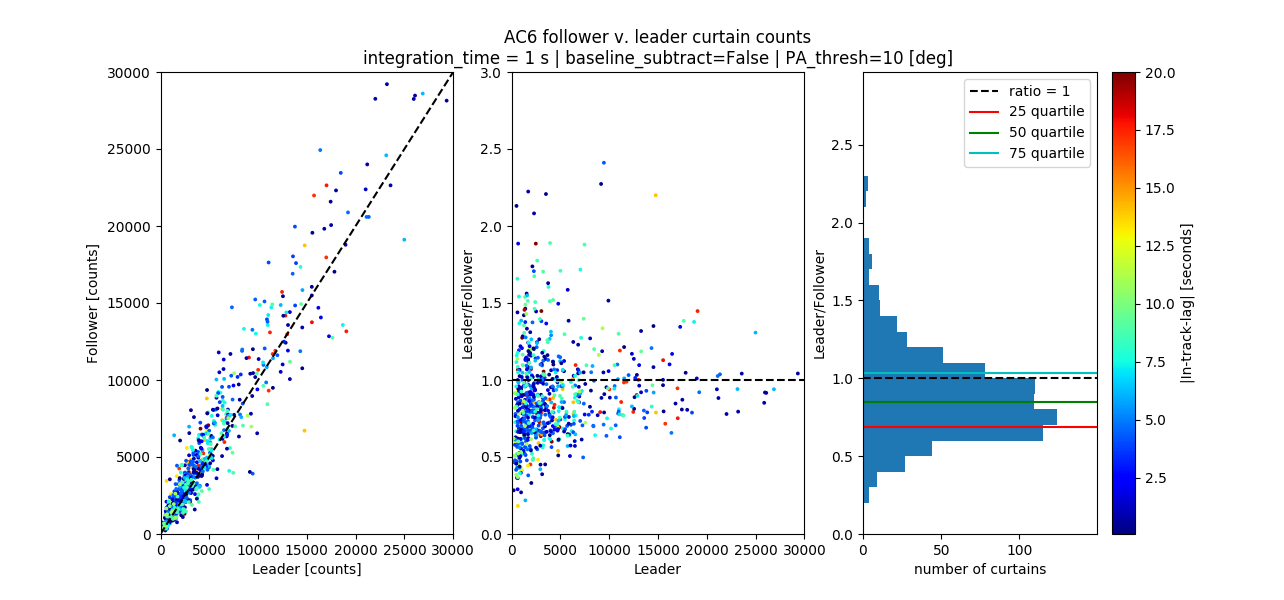 AC6 follower v. leader curtain counts
integration_time = 1 s | baseline_subtract=False | PA_thresh=10 [deg]
30000
25000
20000
15000
10000
5000
0
Follower [counts]
0 5000 10000 15000 20000 25000 30000
Leader [counts]
3.0
2.5
2.0
1.5
1.0
0.5
0.0
Leader/Follower
0 5000 10000 15000 20000 25000 30000
Leader
2.5
2.0
1.5
1.0
0.5
0.0
Leader/Follower
0 50 100
number of curtains
ratio = 1
25 quartile
50 quartile
75 quartile
20.0
17.5
15.0
12.5
10.0
7.5
5.0
2.5
|In-track-lag| [seconds]